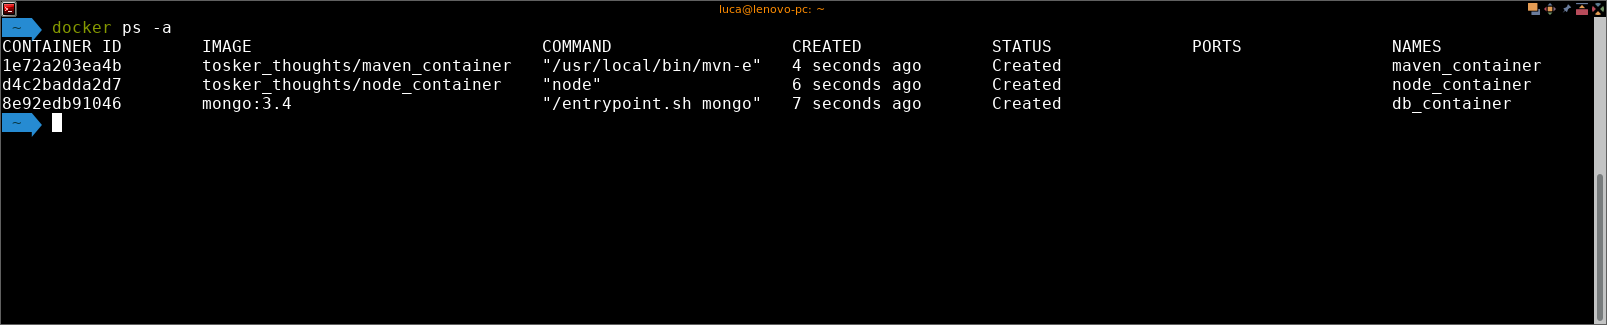 luca@lenovo-pc: ~
~ docker ps -a
CONTAINER ID        IMAGE                             COMMAND                  CREATED             STATUS              PORTS               NAMES
1e72a203ea4b        tosker_thoughts/maven_container   "/usr/local/bin/mvn-e"   4 seconds ago       Created                                 maven_container
d4c2badda2d7        tosker_thoughts/node_container    "node"                   6 seconds ago       Created                                 node_container
8e92edb91046        mongo:3.4                         "/entrypoint.sh mongo"   7 seconds ago       Created                                 db_container
~